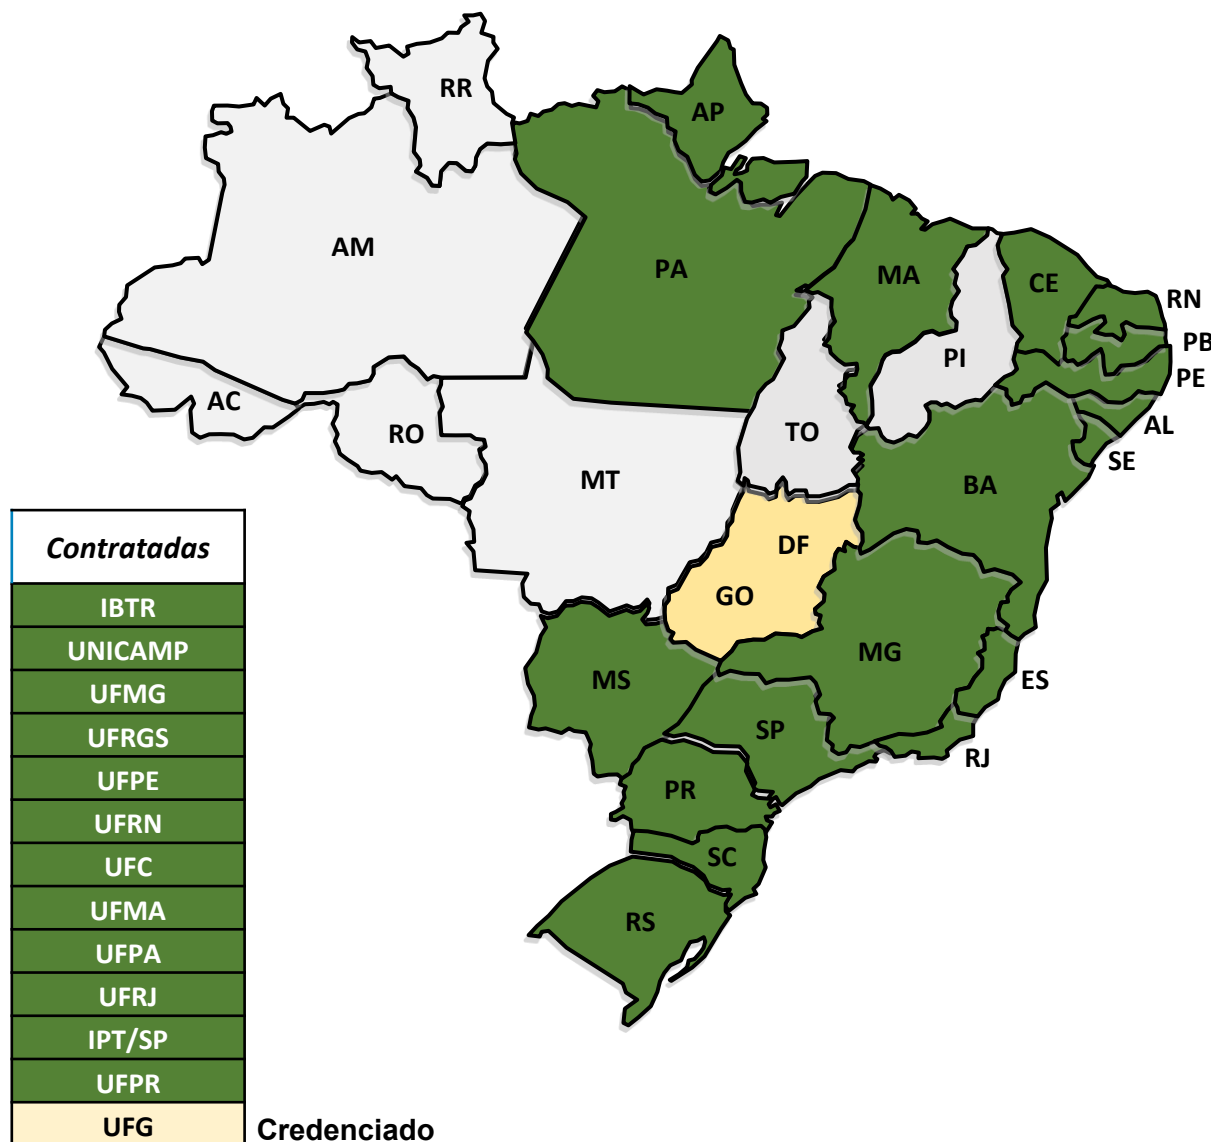 RR
AP
AM
PA
MA
CE
RN
PB
PI
PE
AC
RO
TO
AL
SE
MT
BA
DF
GO
MG
MS
ES
SP
RJ
PR
SC
RS
Contratadas
IBTR
UNICAMP
UFMG
UFRGS
UFPE
UFRN
UFC
UFMA
UFPA
UFRJ
IPT/SP
UFPR
UFG Credenciado